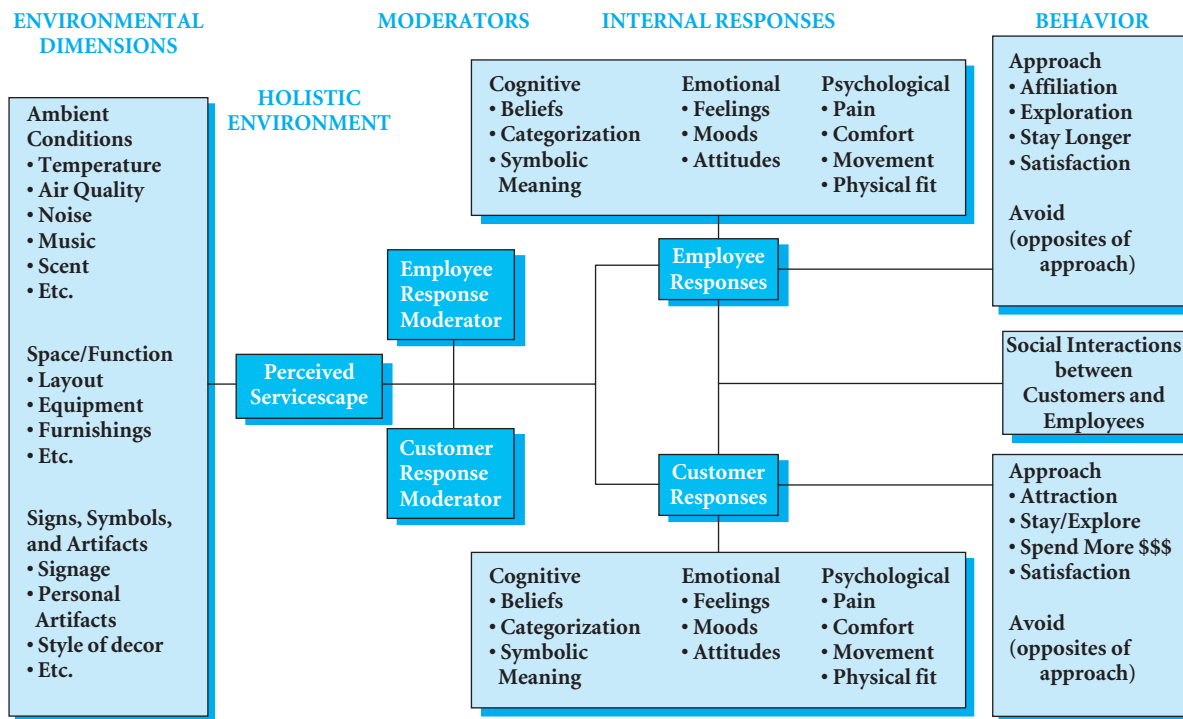 ENVIRONMENTAL
DIMENSIONS
MODERATORS
INTERNAL RESPONSES
BEHAVIOR
HOLISTIC
ENVIRONMENT
Ambient
Conditions
• Temperature
• Air Quality
• Noise
• Music
• Scent
• Etc.
Space/Function
• Layout
• Equipment
• Furnishings
• Etc.
Signs, Symbols,
and Artifacts
• Signage
• Personal
Artifacts
• Style of decor
• Etc.
Perceived
Servicescape
Employee
Response
Moderator
Customer
Response
Moderator
Cognitive
• Beliefs
• Categorization
• Symbolic
Meaning
Emotional
• Feelings
• Moods
• Attitudes
Psychological
• Pain
• Comfort
• Movement
• Physical fit
Employee
Responses
Customer
Responses
Cognitive
• Beliefs
• Categorization
• Symbolic
Meaning
Emotional
• Feelings
• Moods
• Attitudes
Psychological
• Pain
• Comfort
• Movement
• Physical fit
Approach
• Affiliation
• Exploration
• Stay Longer
• Satisfaction
Avoid
(opposites of
approach)
Social Interactions
between
Customers and
Employees
Approach
• Attraction
• Stay/Explore
• Spend More $$$
• Satisfaction
Avoid
(opposites of
approach)